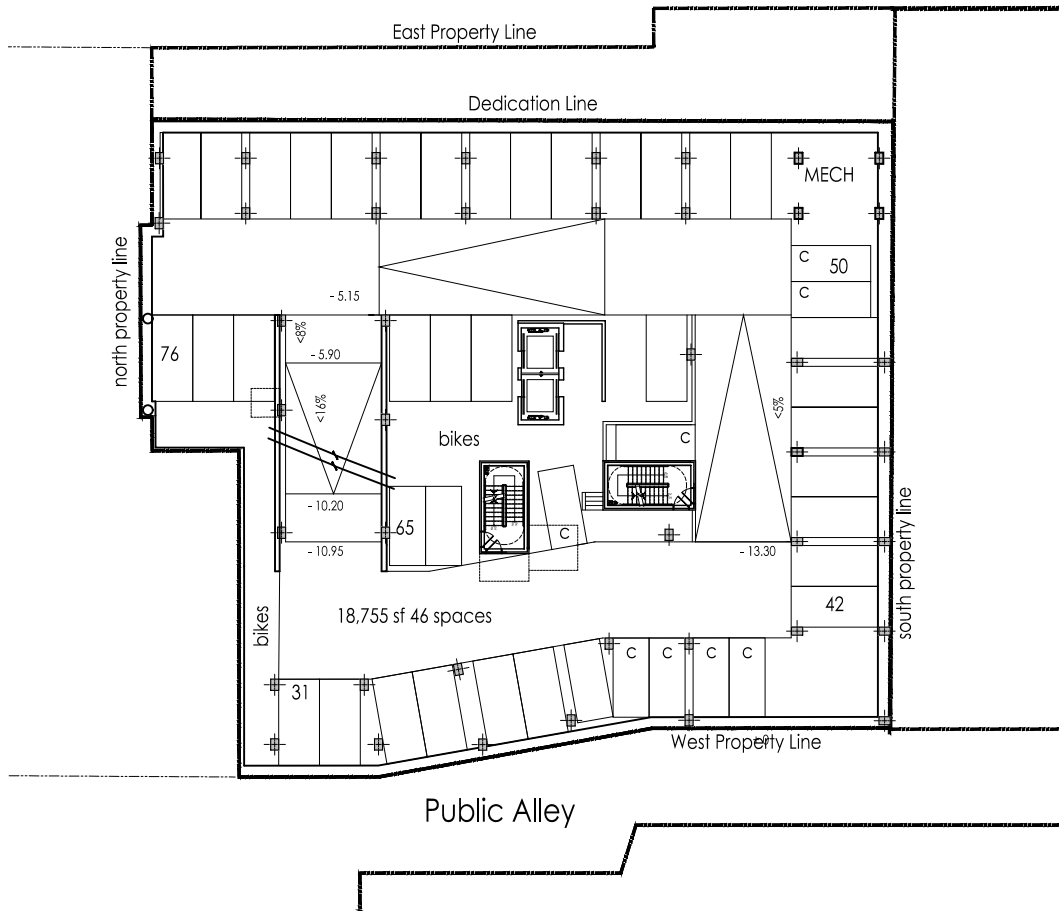 East Property Line
Dedication Line
MECH
north property line
C
50
C
- 5.15
<8%
76
- 5.90
<16%
<5%
bikes
C
- 10.20
65
C
- 10.95
- 13.30
south property line
bikes
18,755 sf 46 spaces
42
C
C
C
C
31
West Property Line
Public Alley